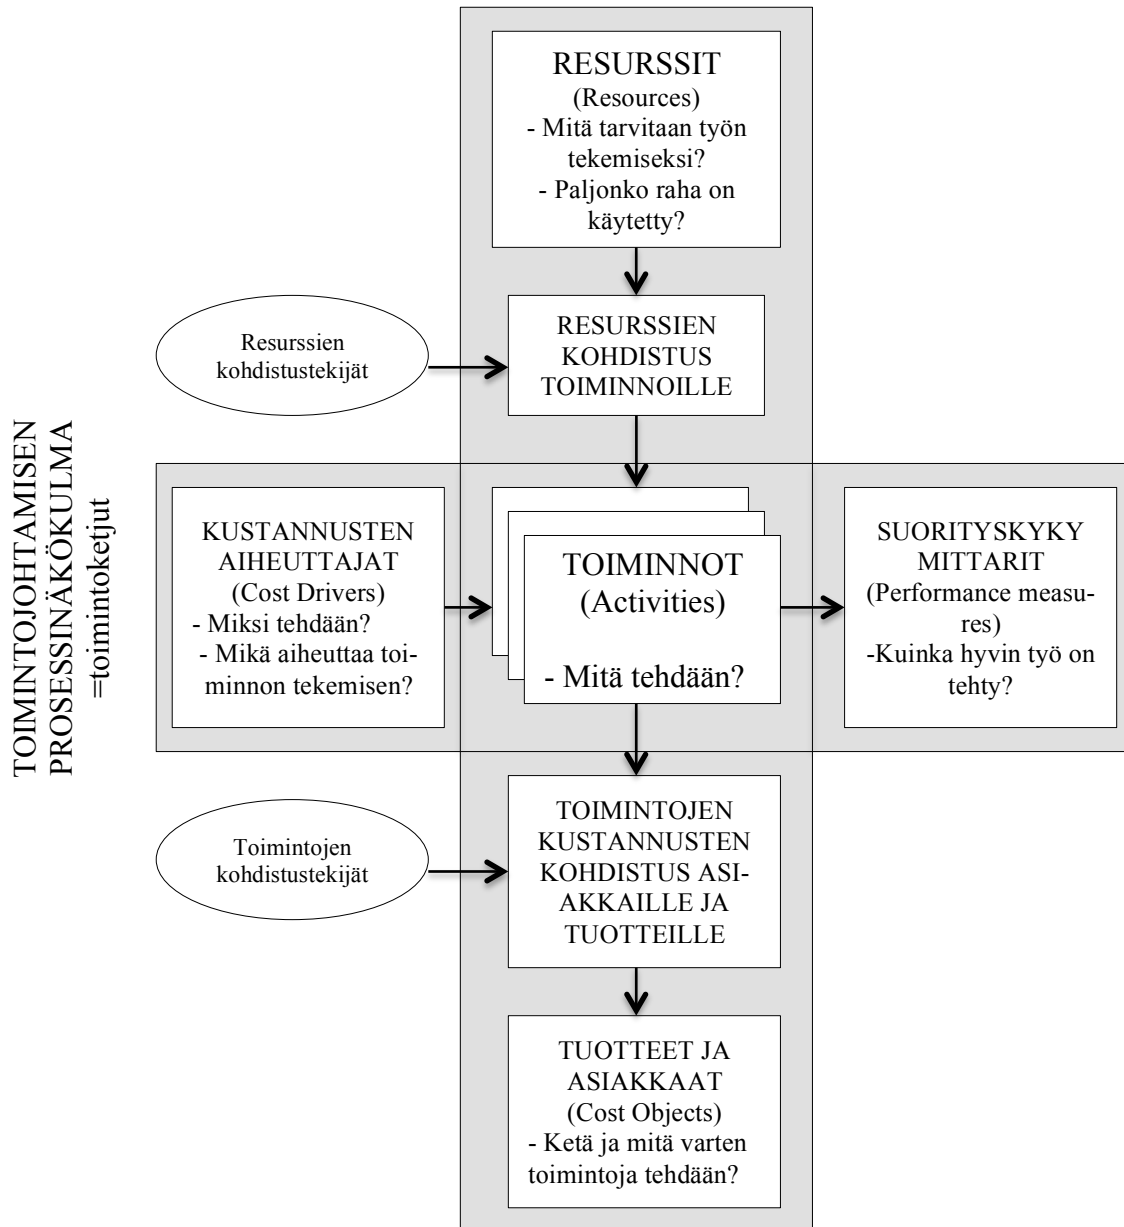 RESURSSIT
(Resources)
- Mitä tarvitaan työn
tekemiseksi?
- Paljonko raha on
käytetty?
Resurssien
kohdistustekijät
RESURSSIEN
KOHDISTUS
TOIMINNOILLE
TOIMINTOJOHTAMISEN
PROSESSINÄKÖKULMA
=toimintoketjut
KUSTANNUSTEN
AIHEUTTAJAT
(Cost Drivers)
- Miksi tehdään?
- Mikä aiheuttaa toi-
minnon tekemisen?
TOIMINNOT
(Activities)
- Mitä tehdään?
SUORITYSKYKY
MITTARIT
(Performance measu-
res)
-Kuinka hyvin työ on
tehty?
Toimintojen
kohdistustekijät
TOIMINTOJEN
KUSTANNUSTEN
KOHDISTUS ASI-
AKKAILLE JA
TUOTTEILLE
TUOTTEET JA
ASIAKKAAT
(Cost Objects)
- Ketä ja mitä varten
toimintoja tehdään?